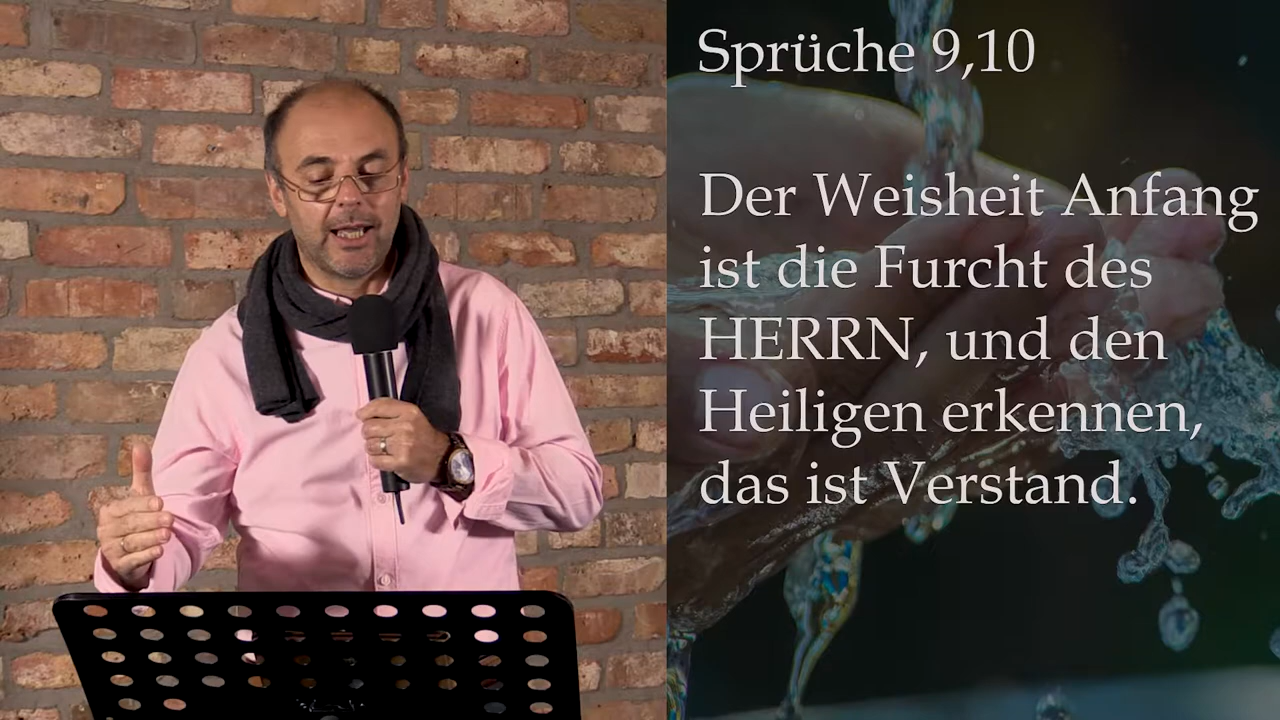 Sprüche 9,10
Der Weisheit Anfang
ist die Furcht des
HERRN, und den
Heiligen erkennen,
das ist Verstand.